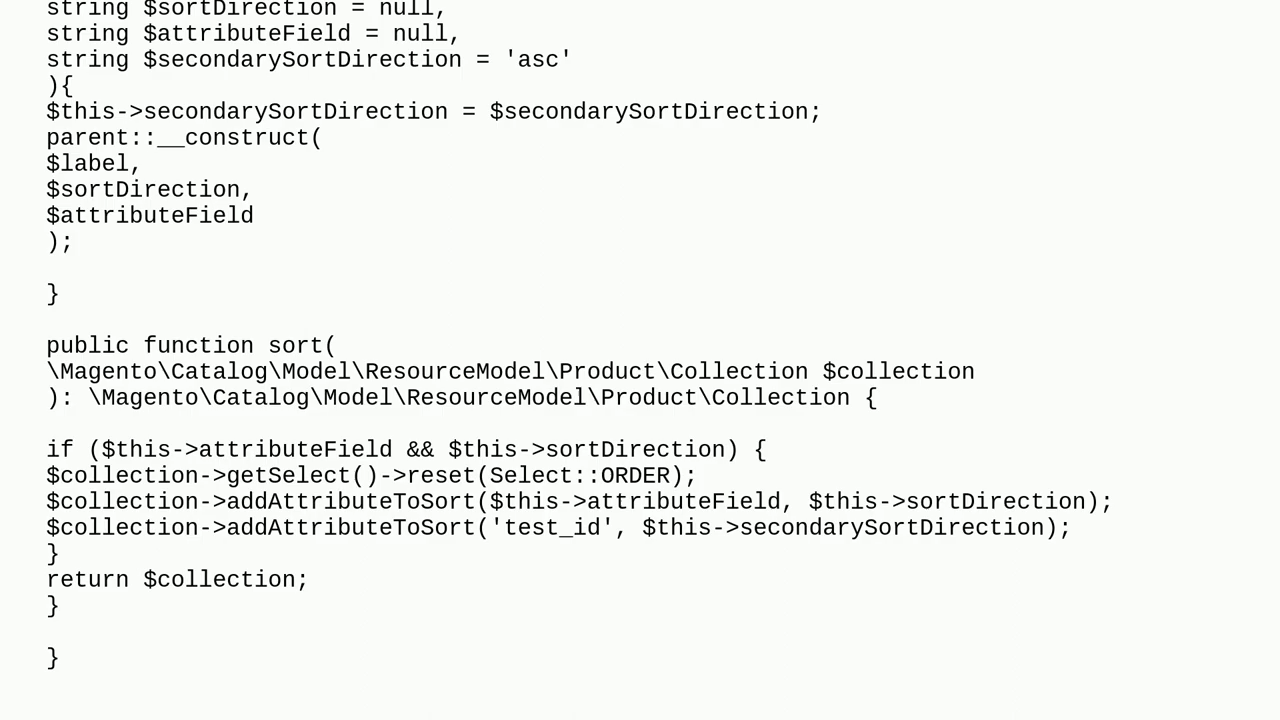 string $sortDirection = null,
string $attributeField = null,
string $secondarySortDirection = 'asc'
){
$this->secondarySortDirection = $secondarySortDirection;
parent::__construct(
$label,
$sortDirection,
$attributeField
);
}
public function sort(
\Magento\Catalog\Model\ResourceModel\Product\Collection $collection
): \Magento\Catalog\Model\ResourceModel\Product\Collection {
if ($this->attributeField && $this->sortDirection) {
$collection->getSelect()->reset(Select::ORDER);
$collection->addAttributeToSort($this->attributeField, $this->sortDirection);
$collection->addAttributeToSort('test_id', $this->secondarySortDirection);
}
return $collection;
}
}